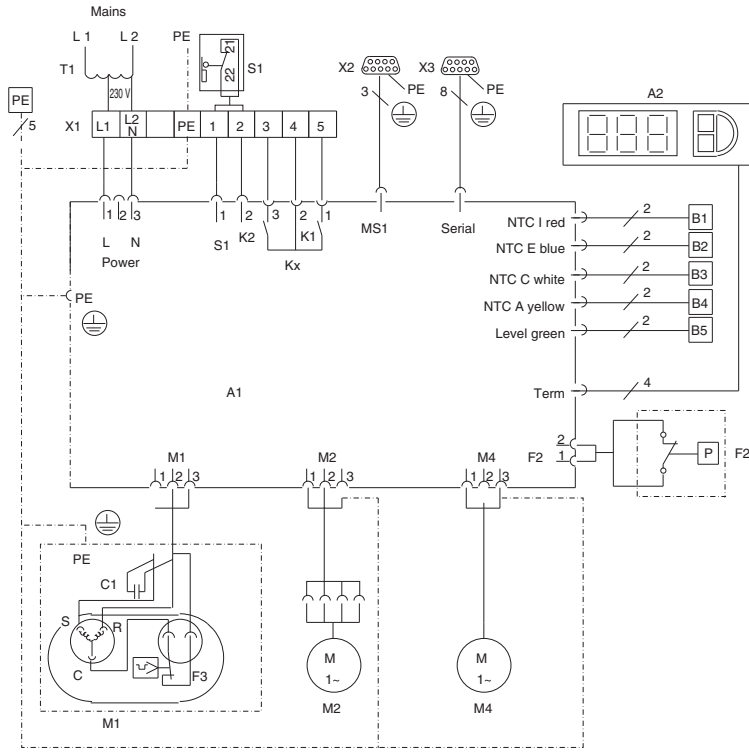 Mains
L 1 L 2 PE
T1
230 V
21
22
S1
X2 X3
PE PE
3 8
A2
PE
5
X1 L1 L2 N PE 1 2 3 4 5
1 2 3 1 2 3 2 1
L N S1 K2 K1
Power Kx
MS1 Serial
NTC I red 2 B1
NTC E blue 2 B2
NTC C white 2 B3
NTC A yellow 2 B4
Level green 2 B5
PE
A1
Term 4
2
1
F2
P F2
M1 M2 M4
1 2 3 1 2 3 1 2 3
PE
C1
S R
C F3
M1
M
1~
M2
M
1~
M4